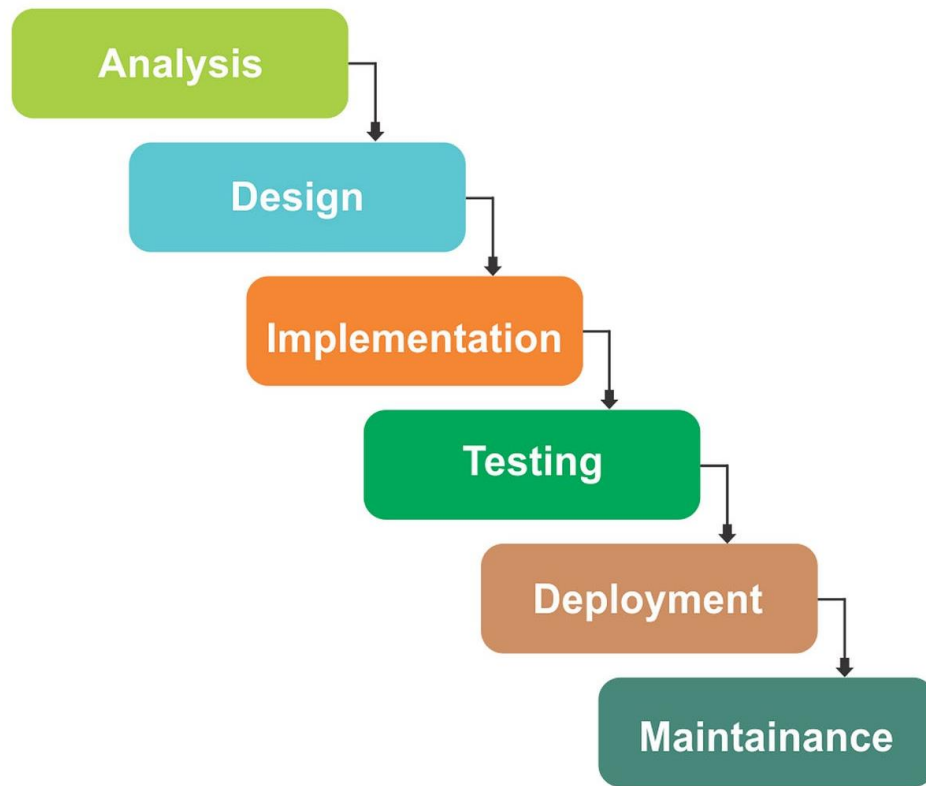 Analysis
Design
Implementation
Testing
Deployment
Maintainance